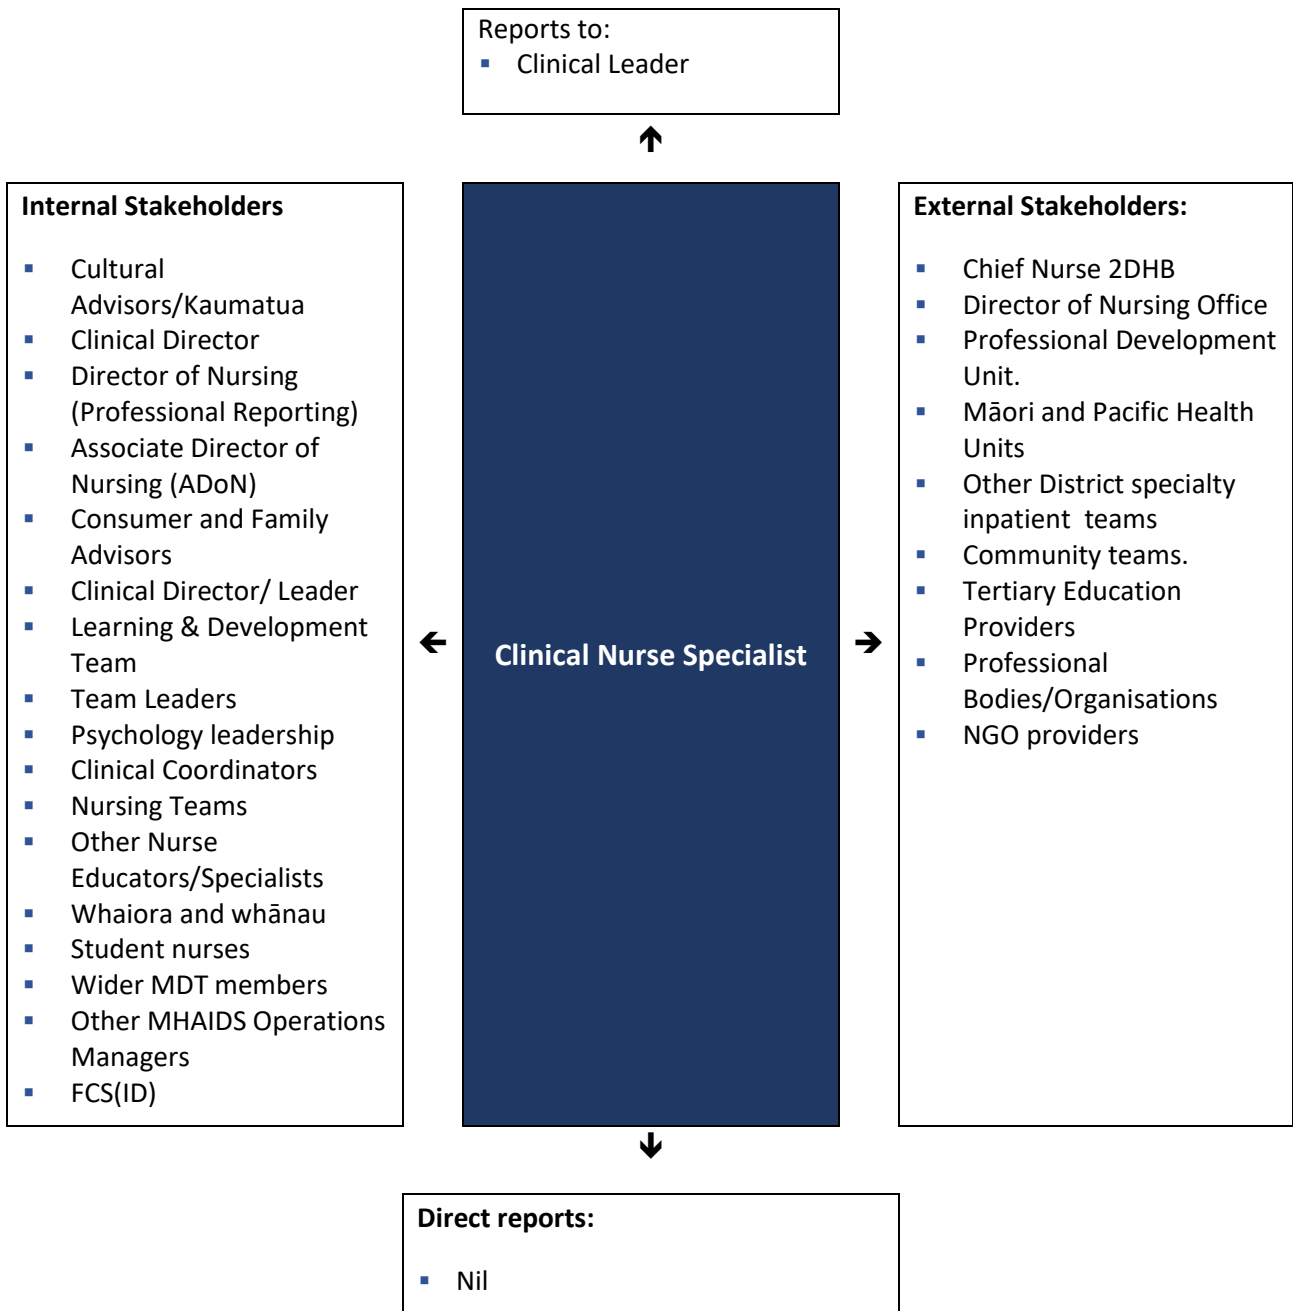 Reports to:
▪ Clinical Leader
🡹
Internal Stakeholders
▪ Cultural
Advisors/Kaumatua
▪ Clinical Director
▪ Director of Nursing
(Professional Reporting)
▪ Associate Director of
Nursing (ADoN)
▪ Consumer and Family
Advisors
▪ Clinical Director/ Leader
▪ Learning & Development
Team
▪ Team Leaders
▪ Psychology leadership
▪ Clinical Coordinators
▪ Nursing Teams
▪ Other Nurse
Educators/Specialists
▪ Whaiora and whānau
▪ Student nurses
▪ Wider MDT members
▪ Other MHAIDS Operations
Managers
▪ FCS(ID)
🡸
Clinical Nurse Specialist
🡺
External Stakeholders:
▪ Chief Nurse 2DHB
▪ Director of Nursing Office
▪ Professional Development
Unit.
▪ Māori and Pacific Health
Units
▪ Other District specialty
inpatient  teams
▪ Community teams.
▪ Tertiary Education
Providers
▪ Professional
Bodies/Organisations
▪ NGO providers
🡻
Direct reports:
▪ Nil